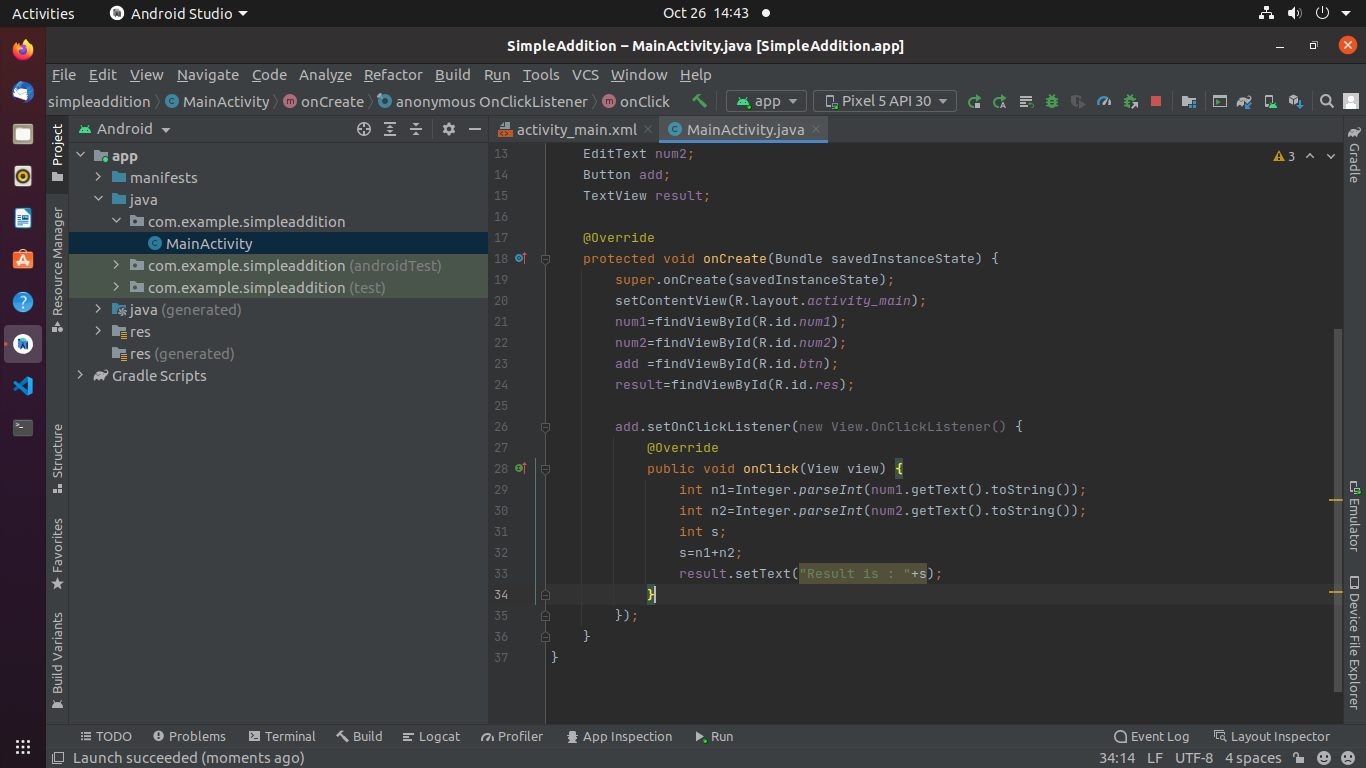 Activities Android Studio Oct 26 14:43
SimpleAddition – MainActivity.java [SimpleAddition.app]
File Edit View Navigate Code Analyze Refactor Build Run Tools VCS Window Help
simpleaddition MainActivity onCreate anonymous OnClickListener onClick app Pixel 5 API 30
Project
Resource Manager
Structure
Favorites
Build Variants
Android
app
manifests
java
com.example.simpleaddition
MainActivity
com.example.simpleaddition (androidTest)
com.example.simpleaddition (test)
java (generated)
res
res (generated)
Gradle Scripts
activity_main.xml MainActivity.java
3
13 EditText num2;
14 Button add;
15 TextView result;
16
17 @Override
18 protected void onCreate(Bundle savedInstanceState) {
19 super.onCreate(savedInstanceState);
20 setContentView(R.layout.activity_main);
21 num1=findViewById(R.id.num1);
22 num2=findViewById(R.id.num2);
23 add =findViewById(R.id.btn);
24 result=findViewById(R.id.res);
25
26 add.setOnClickListener(new View.OnClickListener() {
27 @Override
28 public void onClick(View view) {
29 int n1=Integer.parseInt(num1.getText().toString());
30 int n2=Integer.parseInt(num2.getText().toString());
31 int s;
32 s=n1+n2;
33 result.setText("Result is : "+s);
34 }
35 });
36 }
37 }
Gradle
Emulator
Device File Explorer
TODO Problems Terminal Build Logcat Profiler App Inspection Run Event Log Layout Inspector
Launch succeeded (moments ago) 34:14 LF UTF-8 4 spaces